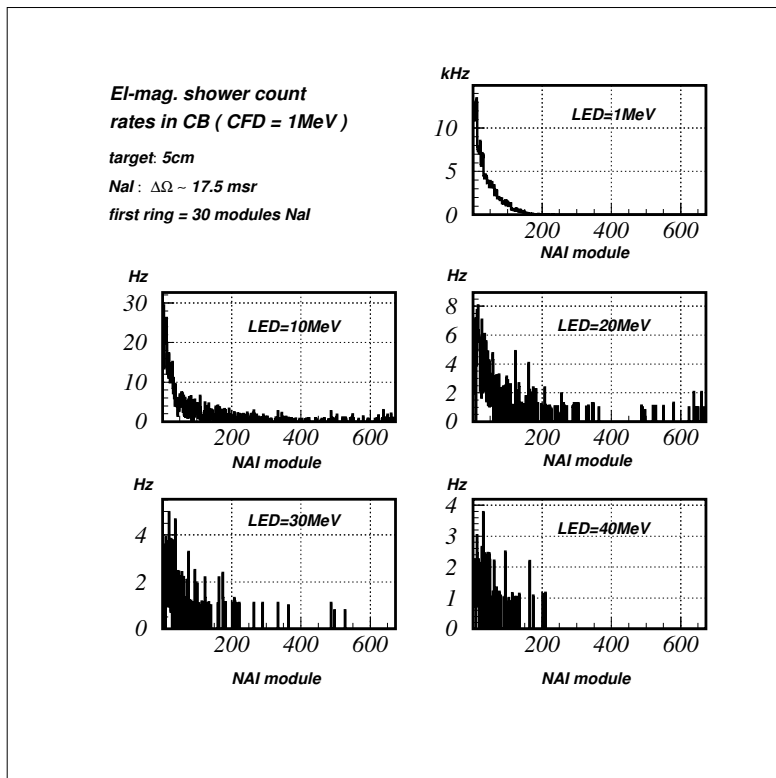 El-mag. shower count
rates in CB ( CFD = 1MeV )
target: 5cm
NaI : ΔΩ ~ 17.5 msr
first ring = 30 modules NaI
kHz
LED=1MeV
10
5
0
200 400 600
NAI module
Hz
LED=10MeV
30
20
10
0
200 400 600
NAI module
Hz
LED=20MeV
8
6
4
2
0
200 400 600
NAI module
Hz
LED=30MeV
4
2
0
200 400 600
NAI module
Hz
LED=40MeV
4
3
2
1
0
200 400 600
NAI module